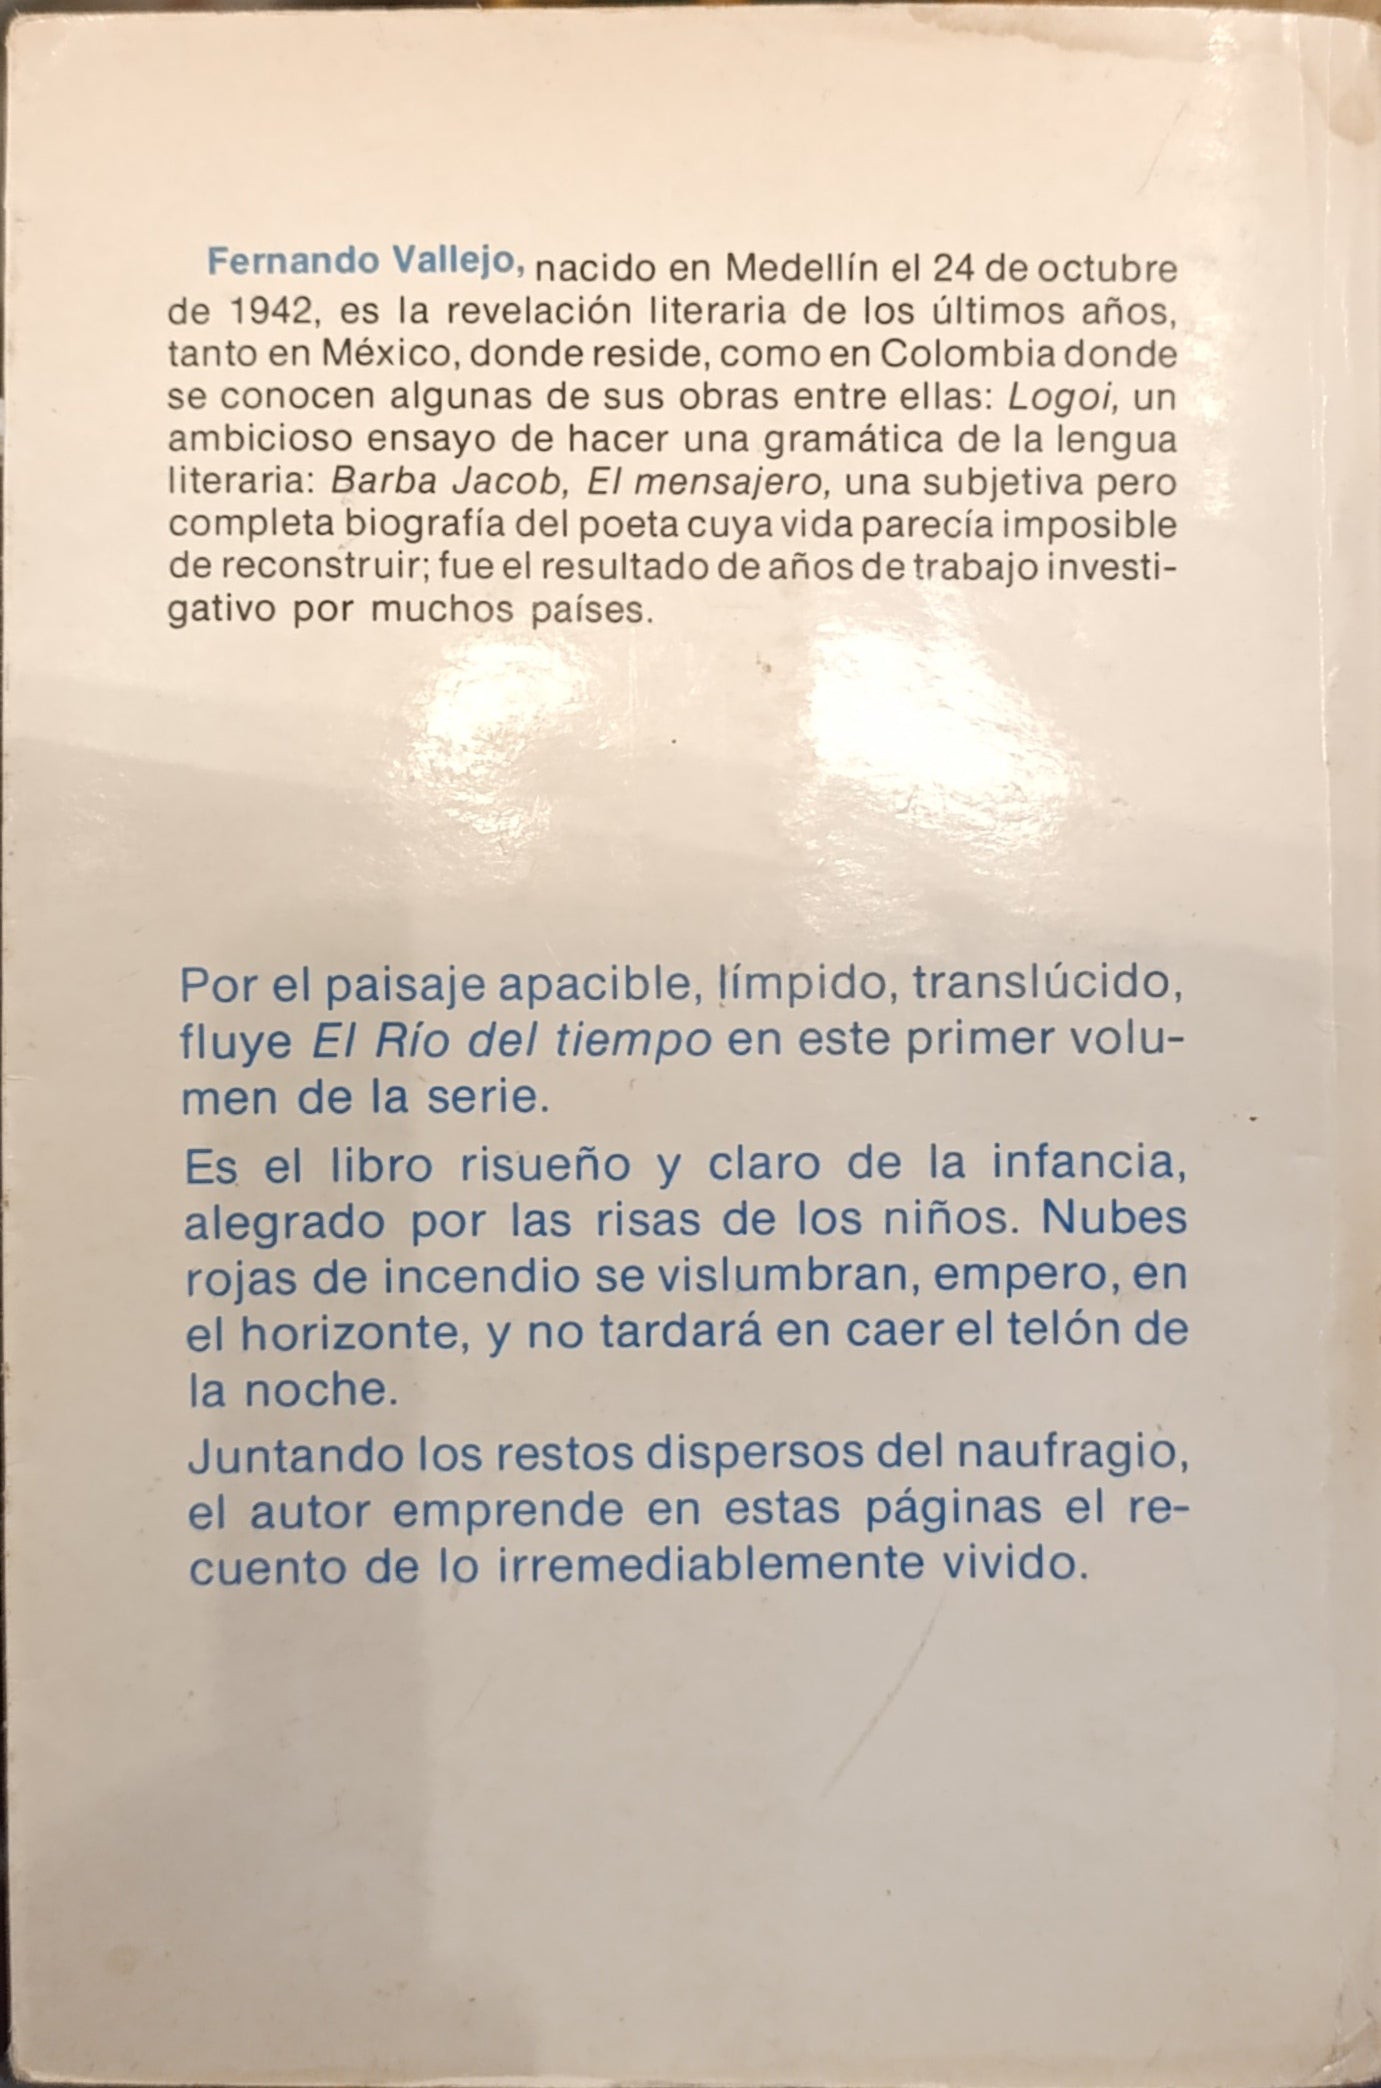 Fernando Vallejo, nacido en Medellín el 24 de octubre
de 1942, es la revelación literaria de los últimos años,
tanto en México, donde reside, como en Colombia donde
se conocen algunas de sus obras entre ellas: Logoi, un
ambicioso ensayo de hacer una gramática de la lengua
literaria: Barba Jacob, El mensajero, una subjetiva pero
completa biografía del poeta cuya vida parecía imposible
de reconstruir; fue el resultado de años de trabajo investi-
gativo por muchos países.
Por el paisaje apacible, límpido, translúcido,
fluye El Río del tiempo en este primer volu-
men de la serie.
Es el libro risueño y claro de la infancia,
alegrado por las risas de los niños. Nubes
rojas de incendio se vislumbran, empero, en
el horizonte, y no tardará en caer el telón de
la noche.
Juntando los restos dispersos del naufragio,
el autor emprende en estas páginas el re-
cuento de lo irremediablemente vivido.